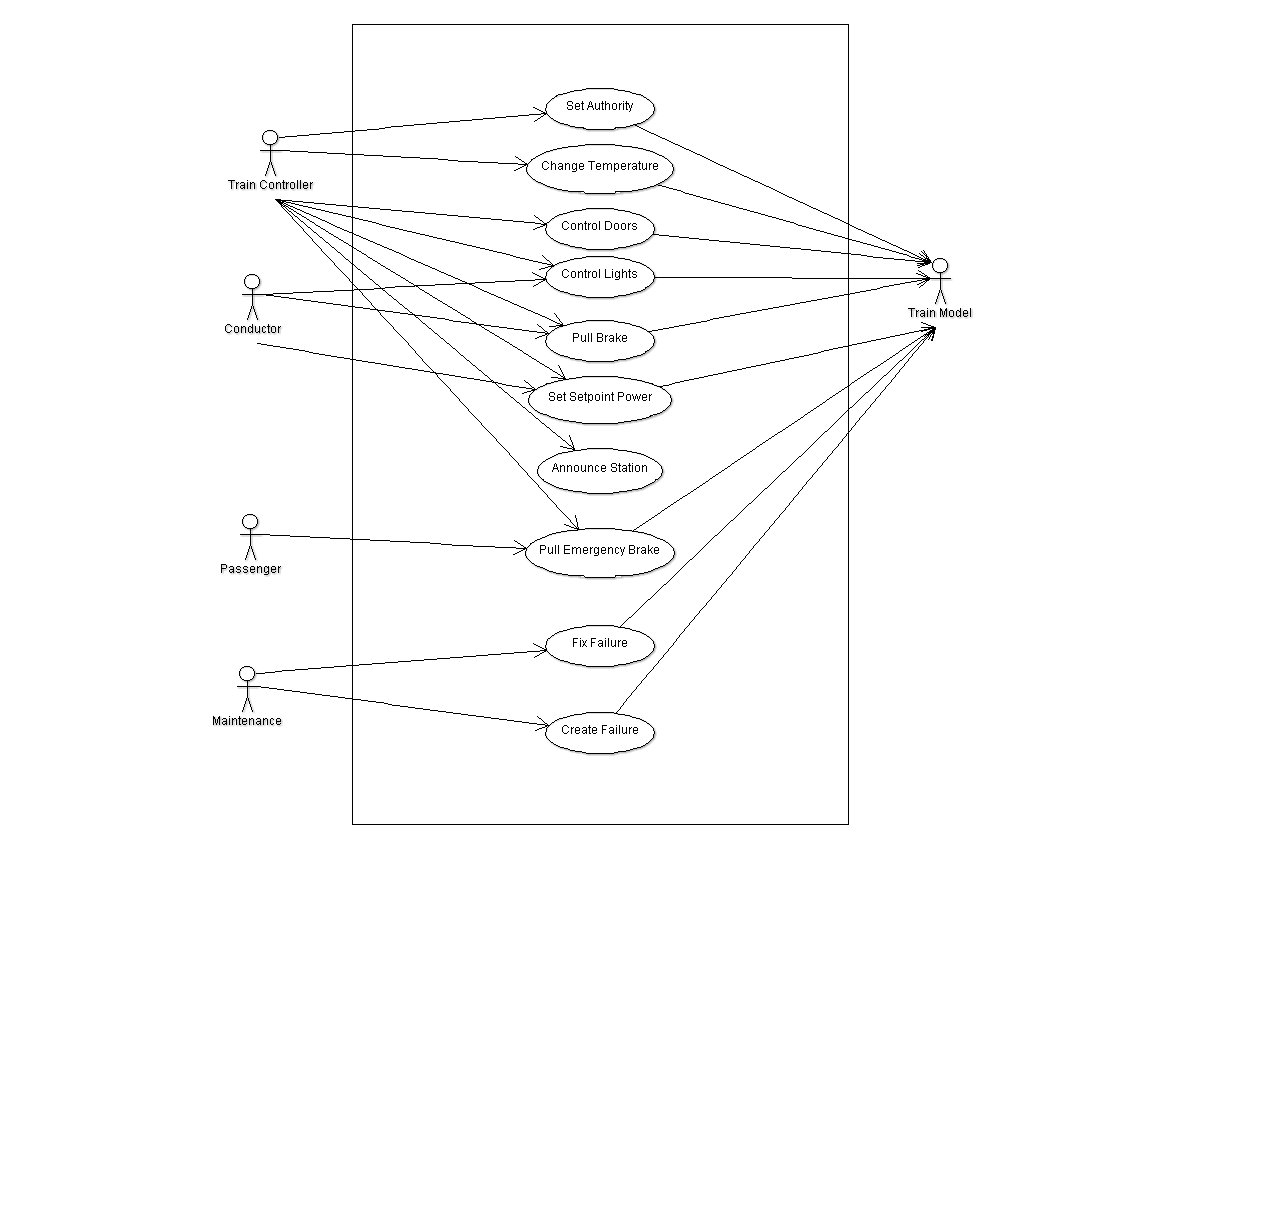 Set Authority
Change Temperature
Train Controller
Control Doors
Control Lights
Train Model
Conductor
Pull Brake
Set Setpoint Power
Announce Station
Pull Emergency Brake
Passenger
Fix Failure
Maintenance
Create Failure